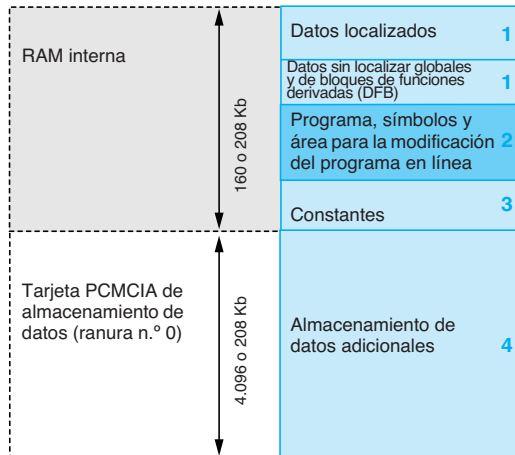 RAM interna
160 o 208 Kb
Datos localizados 1
Datos sin localizar globales
y de bloques de funciones
derivadas (DFB) 1
Programa, símbolos y
área para la modificación
del programa en línea 2
Constantes 3
Tarjeta PCMCIA de
almacenamiento de
datos (ranura n.º 0)
4.096 o 208 Kb
Almacenamiento de
datos adicionales 4